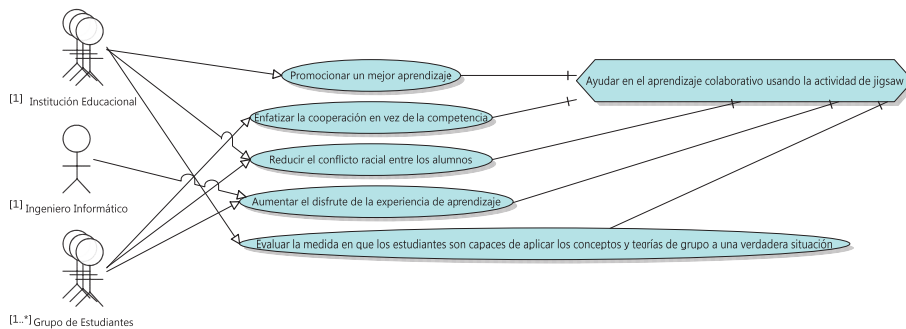 Promocionar un mejor aprendizaje
Ayudar en el aprendizaje colaborativo usando la actividad de jigsaw
[1] Institución Educacional
Enfatizar la cooperación en vez de la competencia
Reducir el conflicto racial entre los alumnos
[1] Ingeniero Informático
Aumentar el disfrute de la experiencia de aprendizaje
Evaluar la medida en que los estudiantes son capaces de aplicar los conceptos y teorías de grupo a una verdadera situación
[1..*] Grupo de Estudiantes